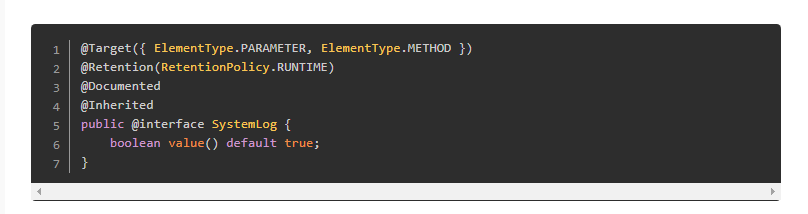 1 @Target({ ElementType.PARAMETER, ElementType.METHOD })
2 @Retention(RetentionPolicy.RUNTIME)
3 @Documented
4 @Inherited
5 public @interface SystemLog {
6     boolean value() default true;
7 }